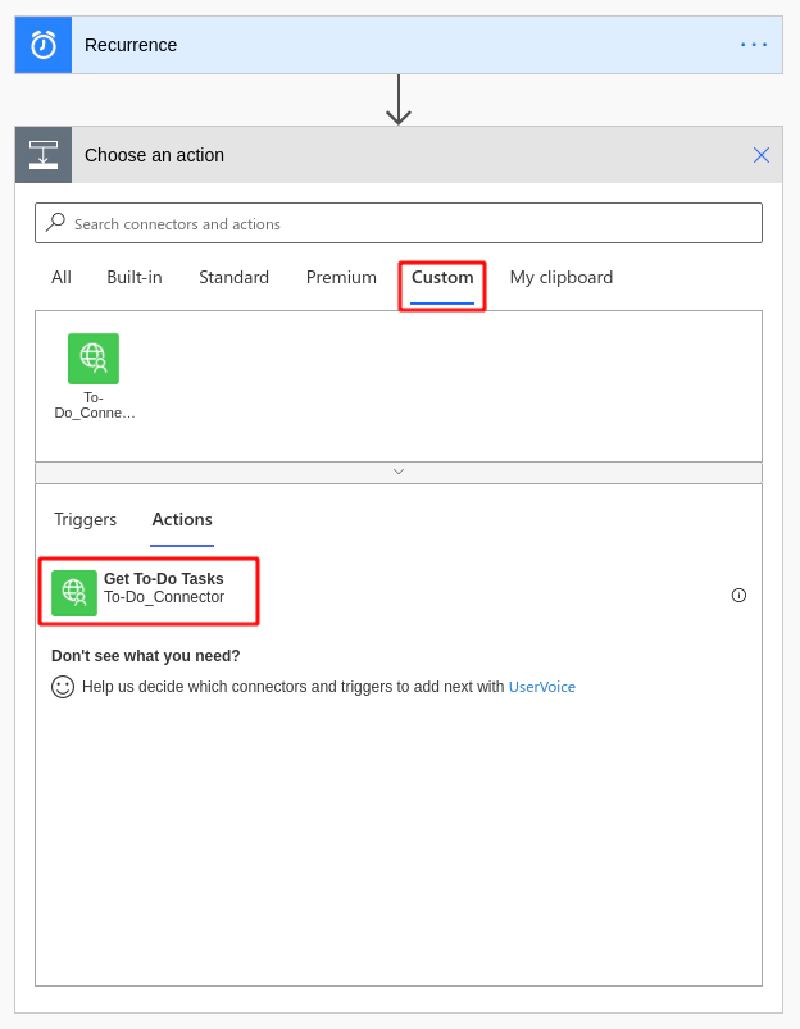 Recurrence
Choose an action
Search connectors and actions
All Built-in Standard Premium Custom My clipboard
To-
Do_Conne...
Triggers Actions
Get To-Do Tasks
To-Do_Connector
Don't see what you need?
Help us decide which connectors and triggers to add next with UserVoice